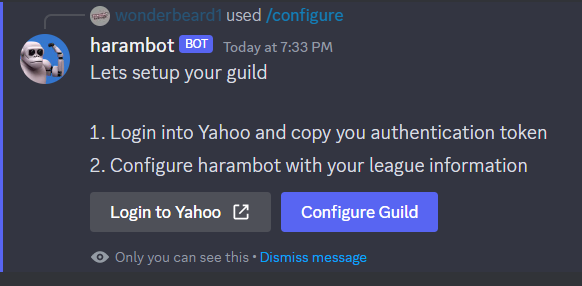 wonderbeard1 used /configure
harambot BOT Today at 7:33 PM
Lets setup your guild
1. Login into Yahoo and copy you authentication token
2. Configure harambot with your league information
Login to Yahoo Configure Guild
Only you can see this • Dismiss message